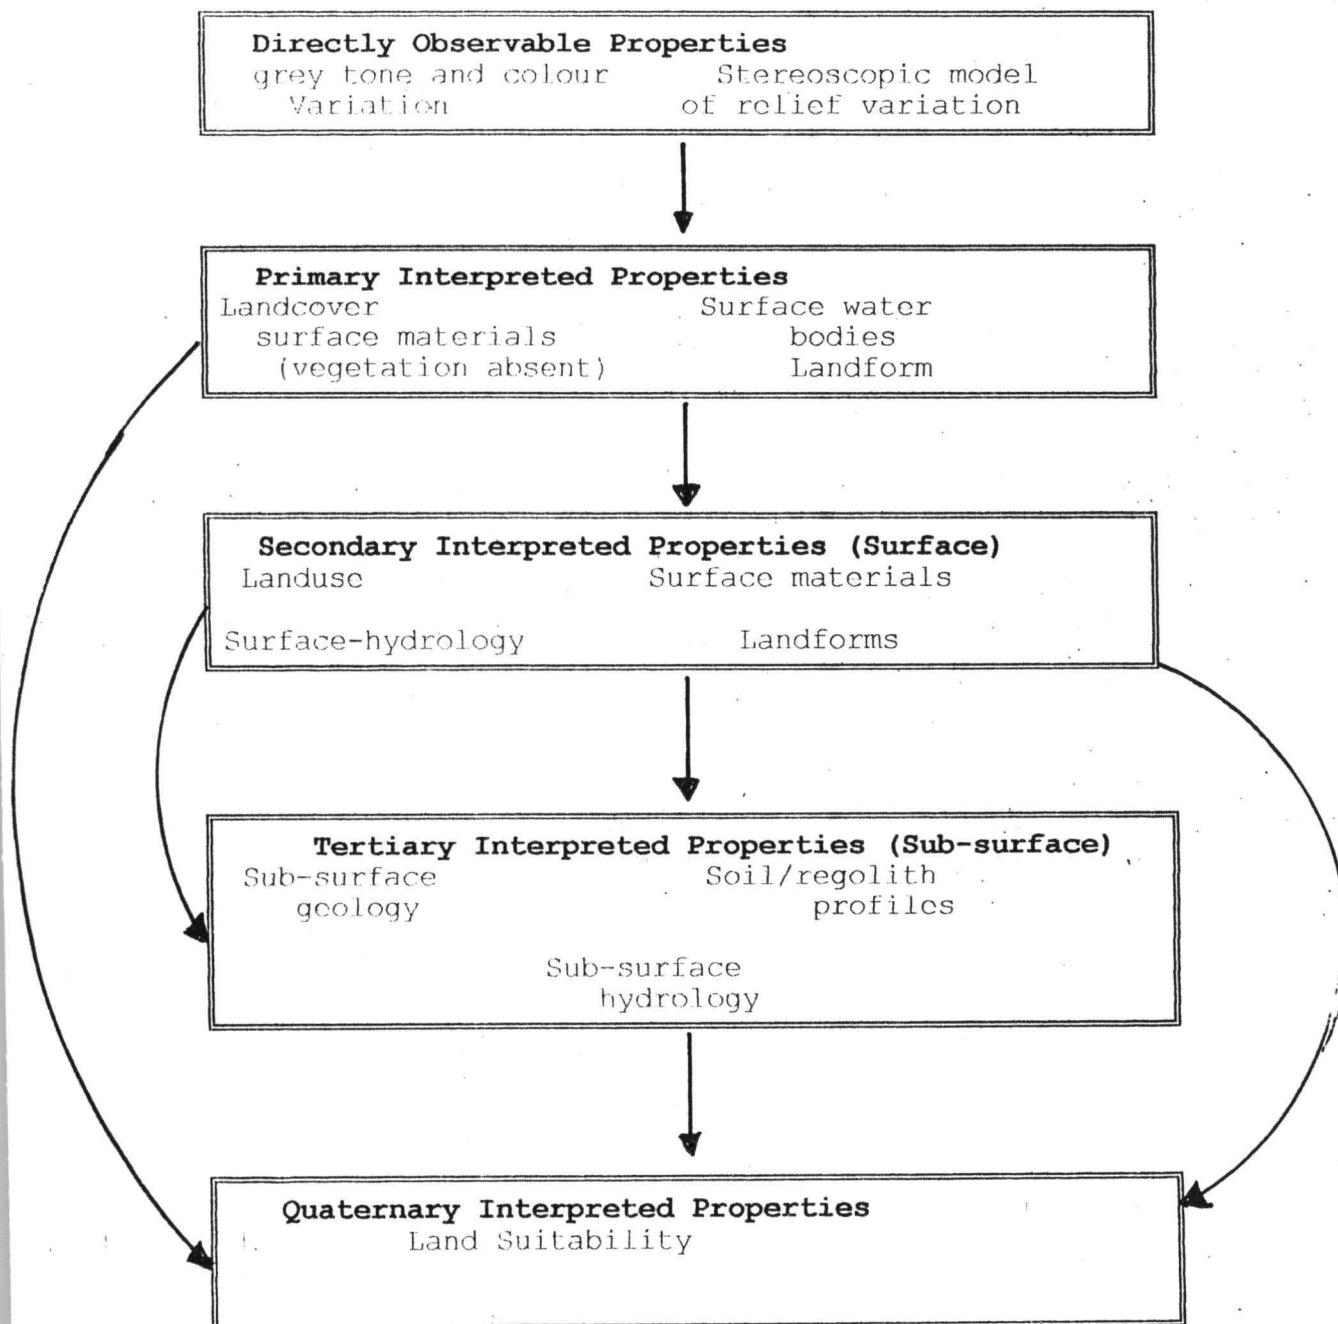 Directly Observable Properties
grey tone and colour Stereoscopic model
Variation of relief variation
Primary Interpreted Properties
Landcover Surface water
surface materials bodies
(vegetation absent) Landform
Secondary Interpreted Properties (Surface)
Landuse Surface materials
Surface-hydrology Landforms
Tertiary Interpreted Properties (Sub-surface)
Sub-surface Soil/regolith
geology profiles
Sub-surface
hydrology
Quaternary Interpreted Properties
Land Suitability